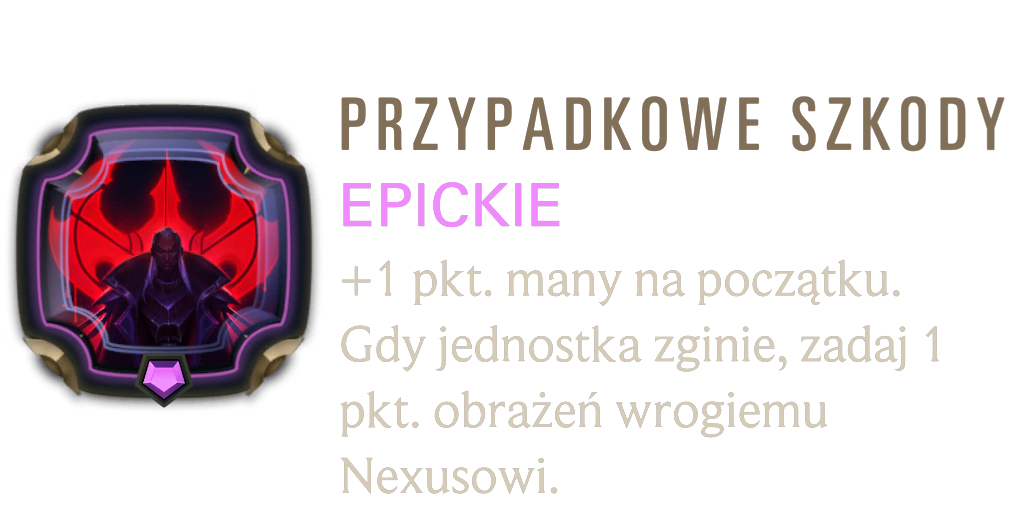 PRZYPADKOWE SZKODY
EPICKIE
+1 pkt. many na początku.
Gdy jednostka zginie, zadaj 1
pkt. obrażeń wrogiemu
Nexusowi.